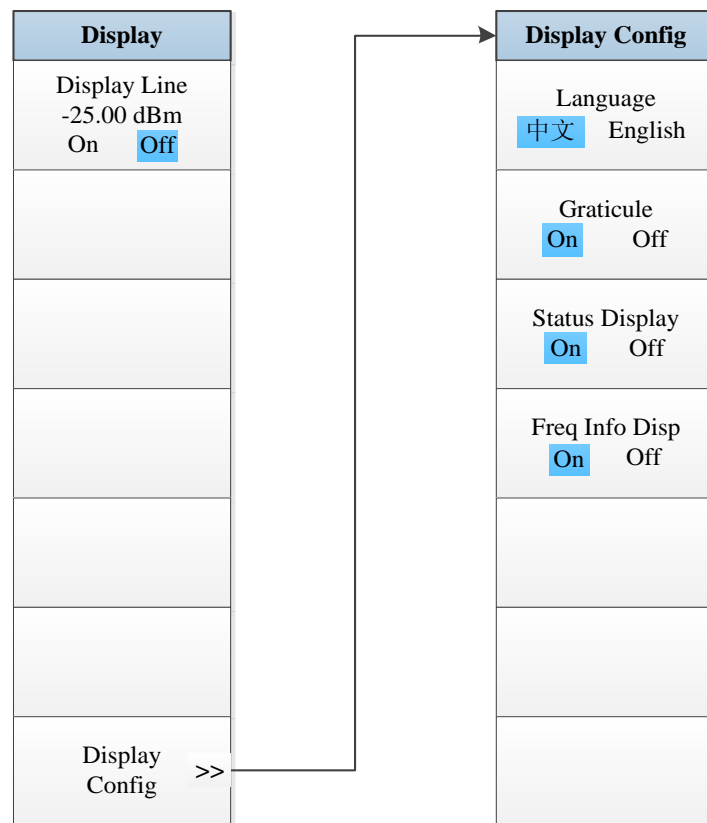 Display
Display Line
-25.00 dBm
On Off
Display
Config >>
Display Config
Language
中文 English
Graticule
On Off
Status Display
On Off
Freq Info Disp
On Off